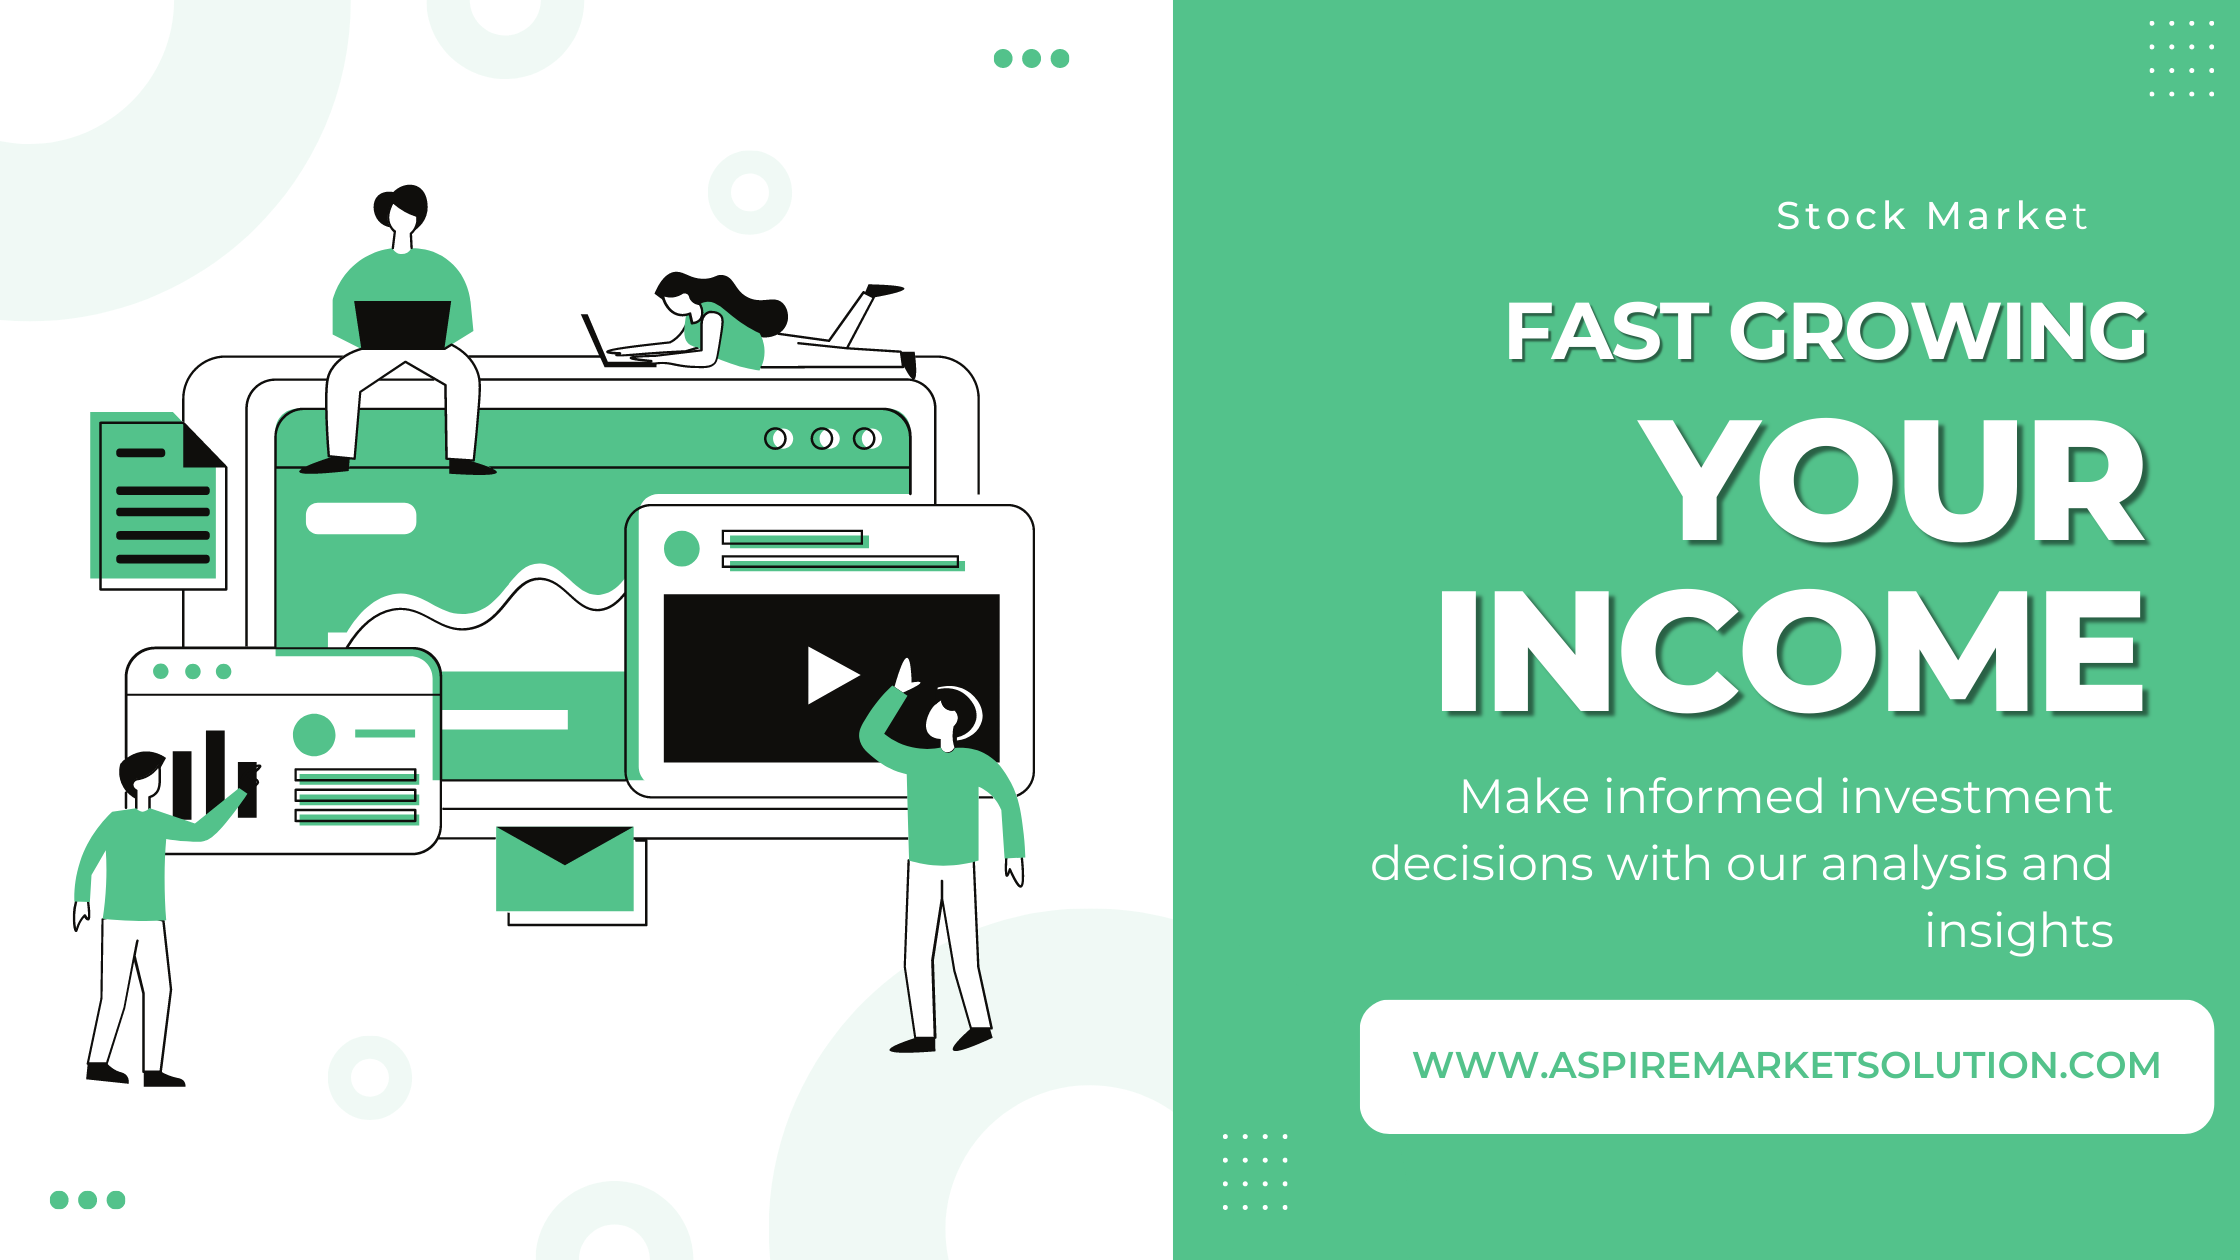 Stock Market
FAST GROWING
YOUR
INCOME
Make informed investment
decisions with our analysis and
insights
WWW.ASPIREMARKETSOLUTION.COM